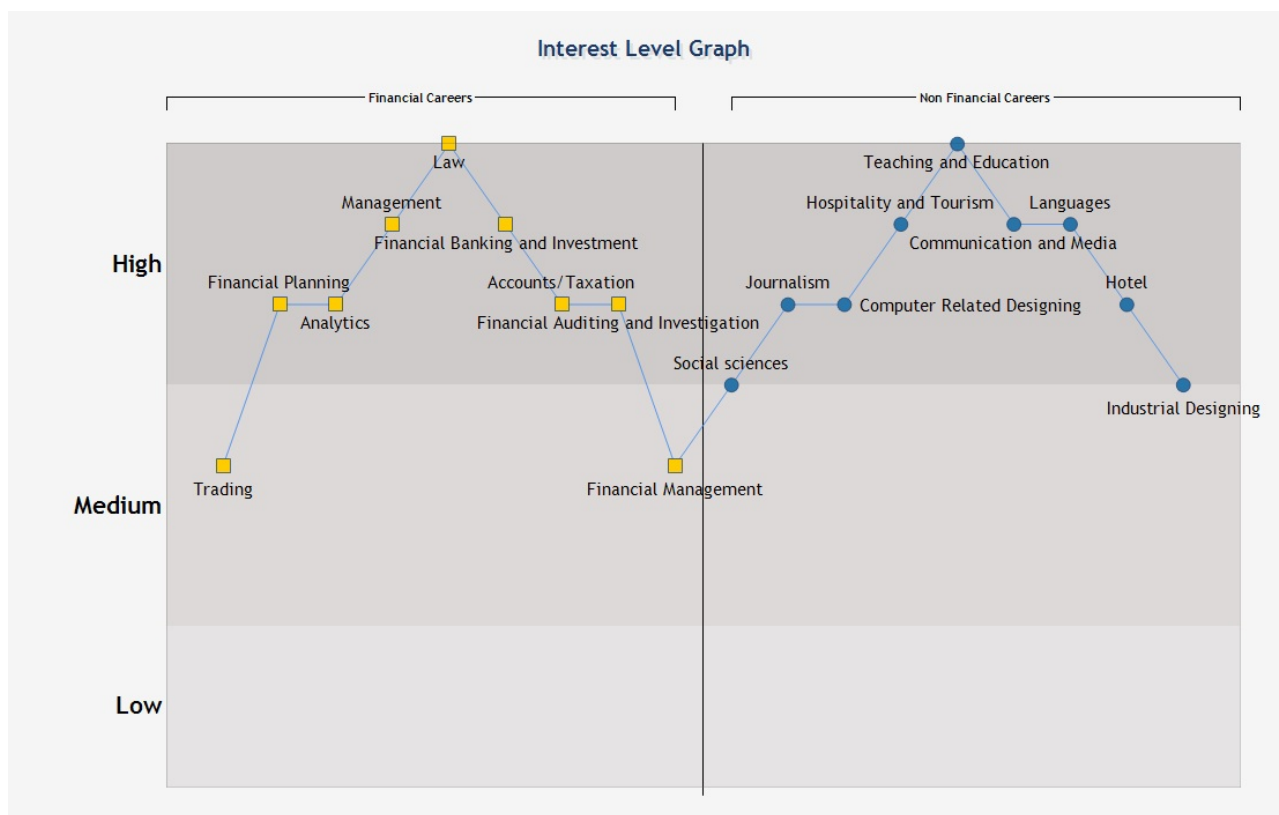 Interest Level Graph
Financial Careers
Non Financial Careers
Law
Teaching and Education
Management
Hospitality and Tourism
Languages
Financial Banking and Investment
Communication and Media
High
Financial Planning
Accounts/Taxation
Journalism
Hotel
Computer Related Designing
Analytics
Financial Auditing and Investigation
Social sciences
Industrial Designing
Trading
Financial Management
Medium
Low